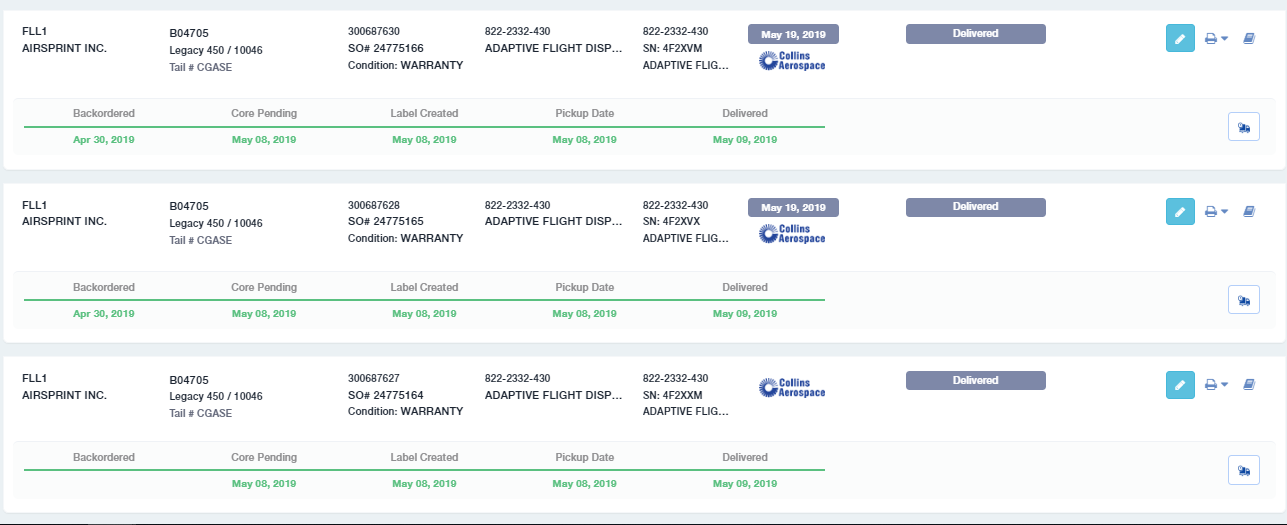 FLL1
AIRSPRINT INC.
B04705
Legacy 450 / 10046
Tail # CGASE
300687630
SO# 24775166
Condition: WARRANTY
822-2332-430
ADAPTIVE FLIGHT DISP...
822-2332-430
SN: 4F2XVM
ADAPTIVE FLIG...
May 19, 2019
Collins
Aerospace
Delivered
Backordered Core Pending Label Created Pickup Date Delivered
Apr 30, 2019 May 08, 2019 May 08, 2019 May 08, 2019 May 09, 2019
FLL1
AIRSPRINT INC.
B04705
Legacy 450 / 10046
Tail # CGASE
300687628
SO# 24775165
Condition: WARRANTY
822-2332-430
ADAPTIVE FLIGHT DISP...
822-2332-430
SN: 4F2XVX
ADAPTIVE FLIG...
May 19, 2019
Collins
Aerospace
Delivered
Backordered Core Pending Label Created Pickup Date Delivered
Apr 30, 2019 May 08, 2019 May 08, 2019 May 08, 2019 May 09, 2019
FLL1
AIRSPRINT INC.
B04705
Legacy 450 / 10046
Tail # CGASE
300687627
SO# 24775164
Condition: WARRANTY
822-2332-430
ADAPTIVE FLIGHT DISP...
822-2332-430
SN: 4F2XXM
ADAPTIVE FLIG...
Collins
Aerospace
Delivered
Backordered Core Pending Label Created Pickup Date Delivered
May 08, 2019 May 08, 2019 May 08, 2019 May 09, 2019